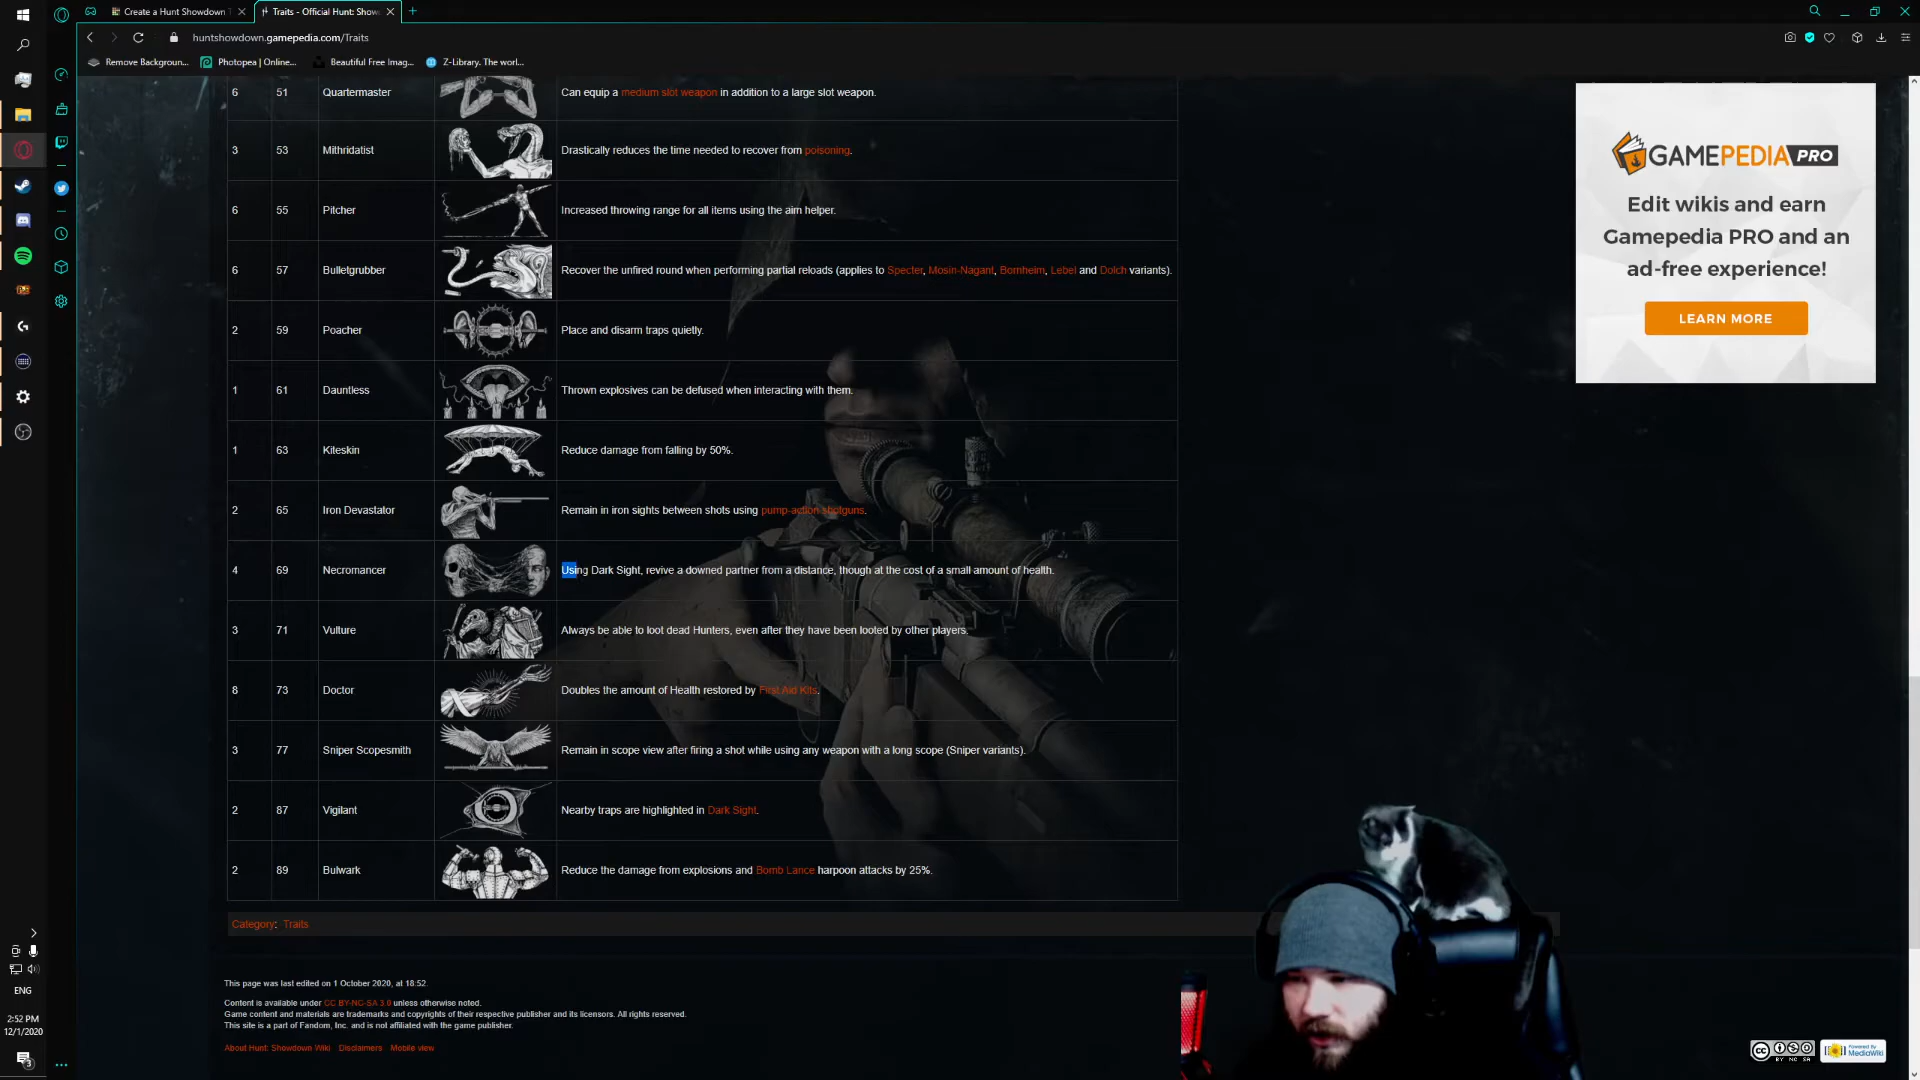 Create a Hunt Showdown
Traits - Official Hunt: Show
huntshowdown.gamepedia.com/Traits
Remove Backgroun...
Photopea | Online...
Beautiful Free Imag...
Z-Library. The worl...
6 51 Quartermaster Can equip a medium slot weapon in addition to a large slot weapon.
3 53 Mithridatist Drastically reduces the time needed to recover from poisoning.
6 55 Pitcher Increased throwing range for all items using the aim helper.
6 57 Bulletgrubber Recover the unfired round when performing partial reloads (applies to Specter, Mosin-Nagant, Bornheim, Lebel and Dolch variants).
2 59 Poacher Place and disarm traps quietly.
1 61 Dauntless Thrown explosives can be defused when interacting with them.
1 63 Kiteskin Reduce damage from falling by 50%.
2 65 Iron Devastator Remain in iron sights between shots using pump-action shotguns.
4 69 Necromancer Using Dark Sight, revive a downed partner from a distance, though at the cost of a small amount of health.
3 71 Vulture Always be able to loot dead Hunters, even after they have been looted by other players.
8 73 Doctor Doubles the amount of Health restored by First Aid Kits.
3 77 Sniper Scopesmith Remain in scope view after firing a shot while using any weapon with a long scope (Sniper variants).
2 87 Vigilant Nearby traps are highlighted in Dark Sight.
2 89 Bulwark Reduce the damage from explosions and Bomb Lance harpoon attacks by 25%.
Category: Traits
This page was last edited on 1 October 2020, at 18:52.
Content is available under CC BY-NC-SA 3.0 unless otherwise noted.
Game content and materials are trademarks and copyrights of their respective publisher and its licensors. All rights reserved.
This site is a part of Fandom, Inc. and is not affiliated with the game publisher.
About Hunt: Showdown Wiki Disclaimers Mobile view
GAMEPEDIA PRO
Edit wikis and earn
Gamepedia PRO and an
ad-free experience!
LEARN MORE
ENG
2:52 PM
12/1/2020
CC
BY NC SA
Powered By
MediaWiki